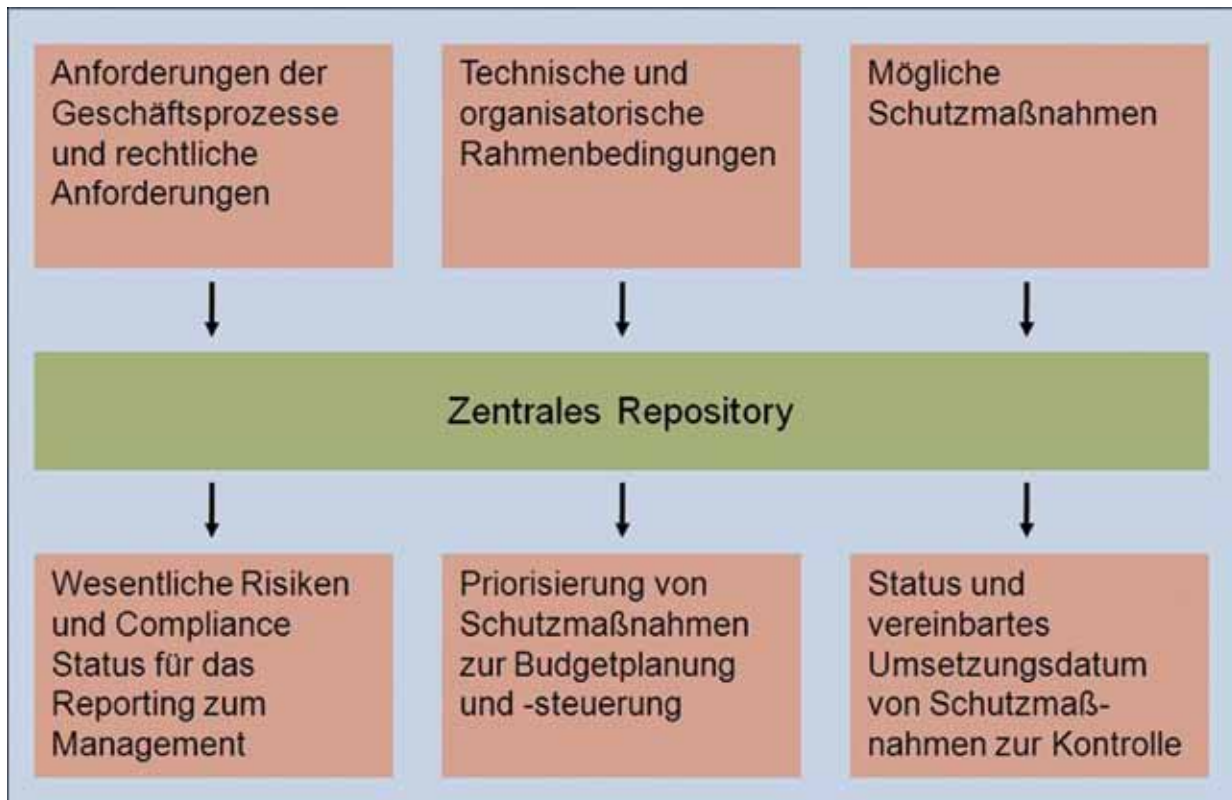 Anforderungen der
Geschäftsprozesse
und rechtliche
Anforderungen
Technische und
organisatorische
Rahmenbedingungen
Mögliche
Schutzmaßnahmen
Zentrales Repository
Wesentliche Risiken
und Compliance
Status für das
Reporting zum
Management
Priorisierung von
Schutzmaßnahmen
zur Budgetplanung
und -steuerung
Status und
vereinbartes
Umsetzungsdatum
von Schutzmaß-
nahmen zur Kontrolle